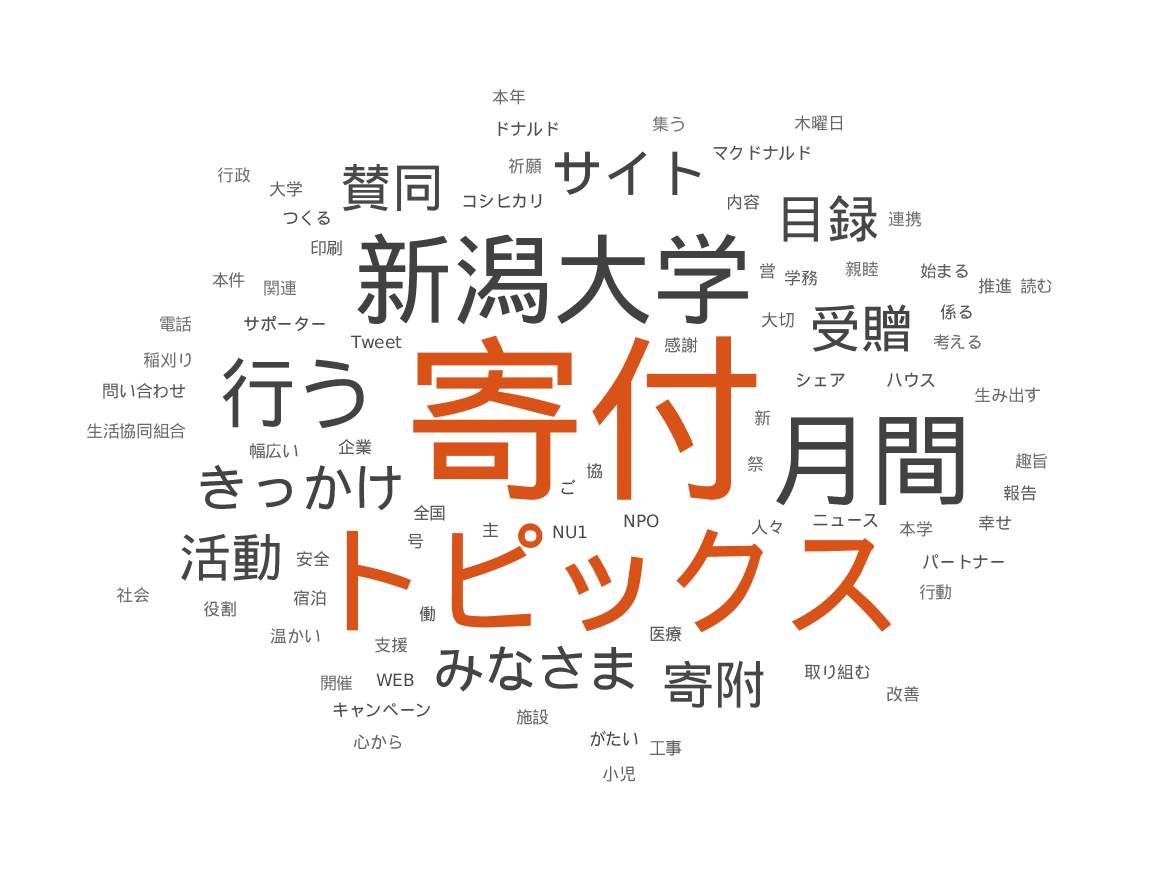 本年
ドナルド
集う
木曜日
マクドナルド
行政
大学
賛同
祈願
サイト
コシヒカリ
内容
目録
連携
つくる
印刷
新潟大学
営
学務
親睦
始まる
推進
読む
本件
関連
電話
サポーター
大切
受贈
係る
Tweet
感謝
考える
稲刈り
問い合わせ
行う
寄付
シェア
ハウス
生み出す
生活協同組合
幅広い
企業
新
月間
祭
協
ご
趣旨
報告
きっかけ
全国
号
主
NU1
NPO
人々
ニュース
本学
幸せ
活動
安全
トピックス
パートナー
行動
社会
役割
宿泊
働
温かい
支援
医療
みなさま
寄附
取り組む
改善
開催
WEB
キャンペーン
施設
心から
がたい
工事
小児